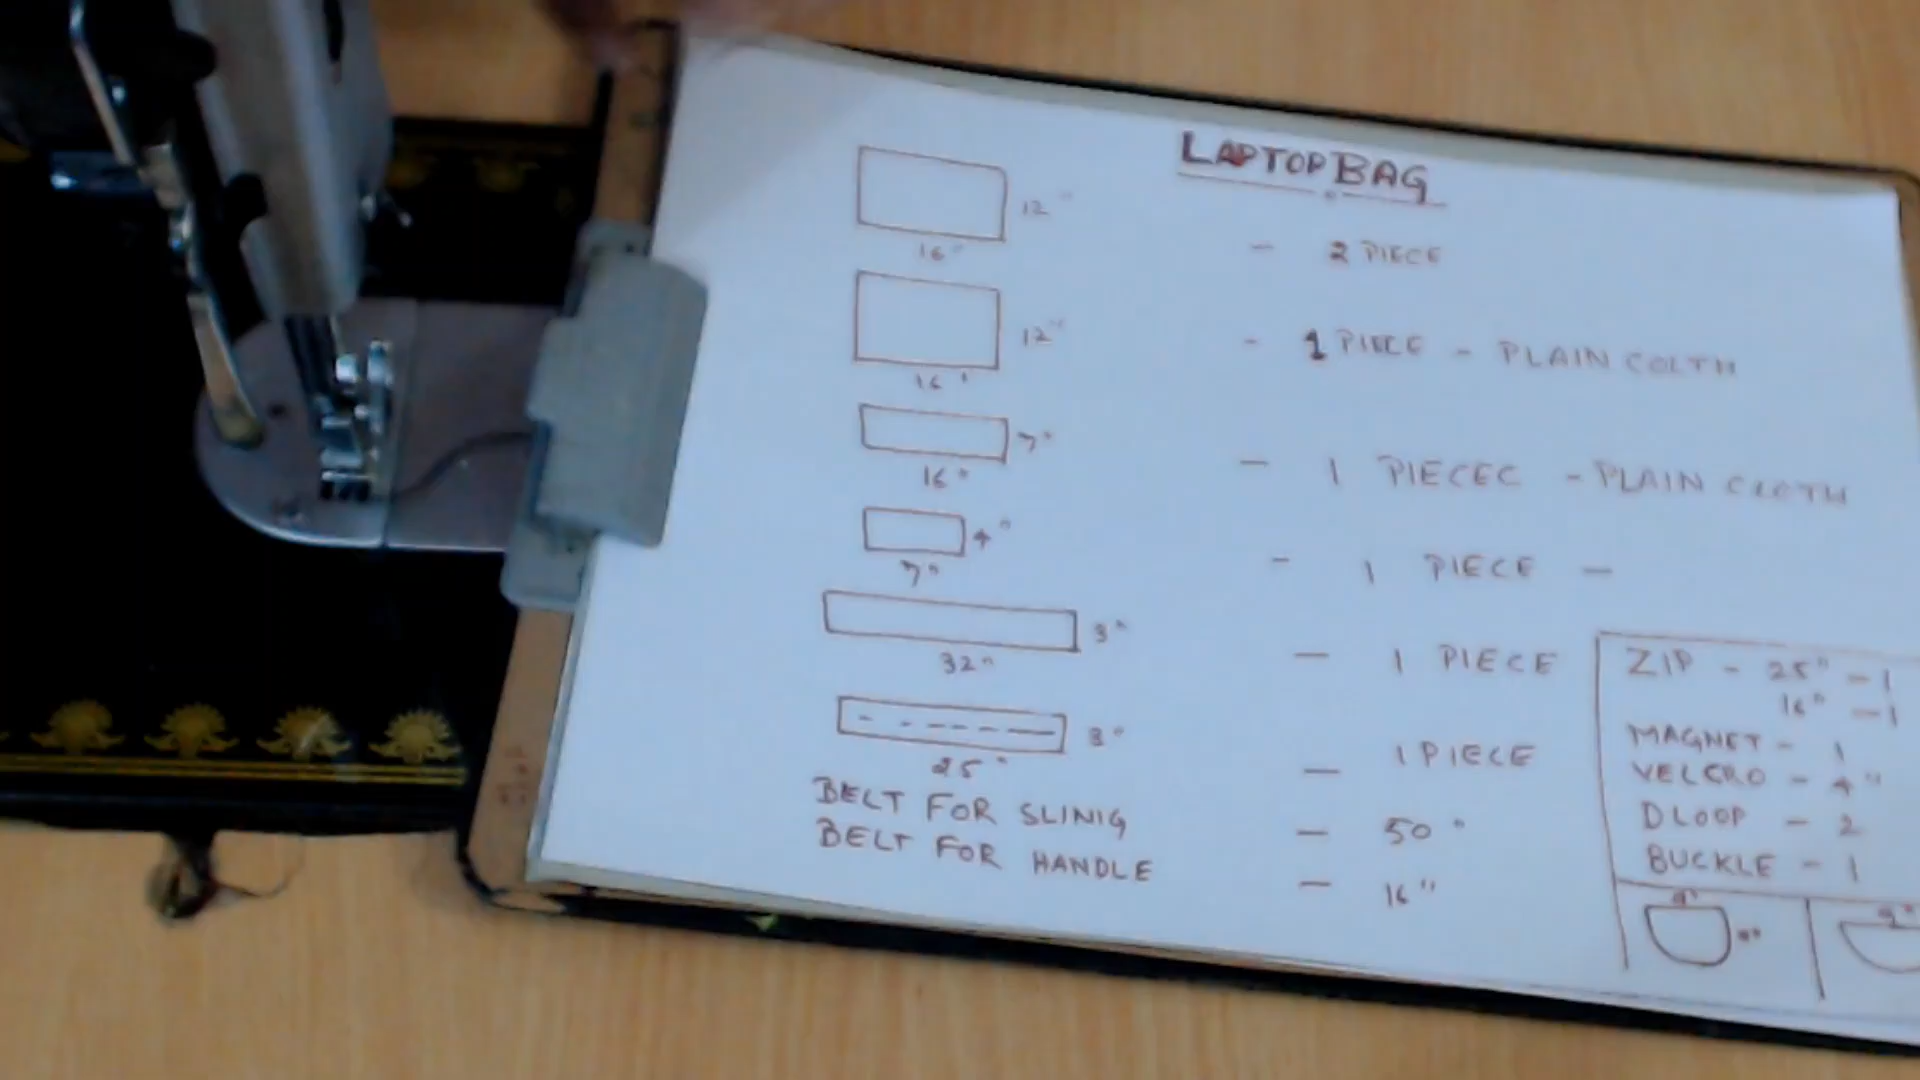 LAPTOP BAG
12"
16"
- 2 PIECE
12"
16"
- 1 PIECE - PLAIN COLTH
7"
16"
- 1 PIECEC - PLAIN CLOTH
4"
7"
- 1 PIECE -
3"
32"
- 1 PIECE
3"
25"
- 1 PIECE
BELT FOR SLINIG - 50"
BELT FOR HANDLE - 16"
ZIP - 25" - 1
16" - 1
MAGNET - 1
VELCRO - 4"
D LOOP - 2
BUCKLE - 1